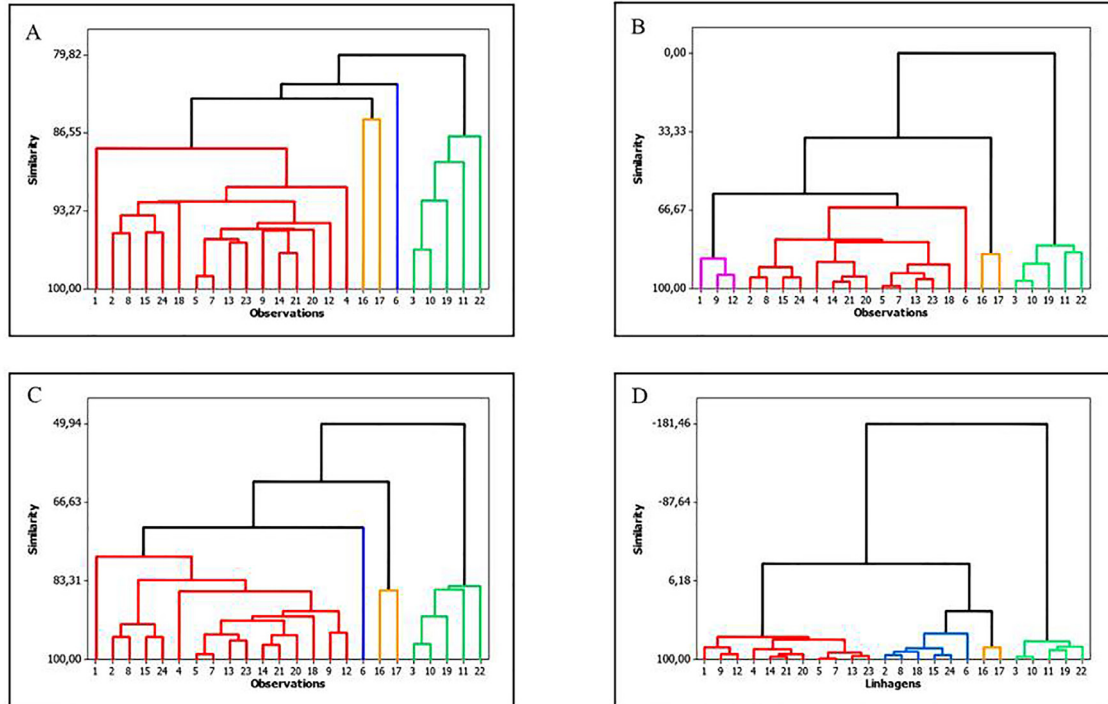 A
79,82
86,55
93,27
100,00
Similarity
1 2 8 15 24 18 5 7 13 23 9 14 21 20 12 4 16 17 6 3 10 19 11 22
Observations
B
0,00
33,33
66,67
100,00
Similarity
1 9 12 2 8 15 24 4 14 21 20 5 7 13 23 18 6 16 17 3 10 19 11 22
Observations
C
49,94
66,63
83,31
100,00
Similarity
1 2 8 15 24 4 5 7 13 23 14 21 20 18 9 12 6 16 17 3 10 19 11 22
Observations
D
-181,46
-87,64
6,18
100,00
Similarity
1 9 12 4 14 21 20 5 7 13 23 2 8 18 15 24 6 16 17 3 10 11 19 22
Linhagens